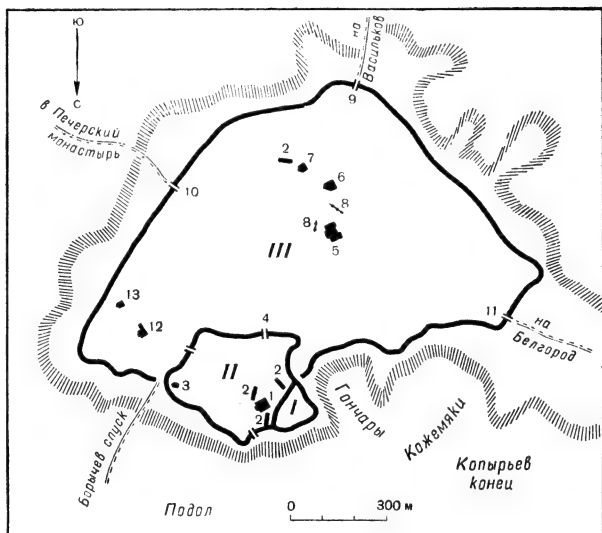 Ю
С
на
Васильков
в Печерский
монастырь
9
10
2
7
6
8
8
5
III
13
12
4
11
на
Белгород
II
3
2
2
1
I
2
Гончары
Кожемяки
Копырьев
конец
Борычев спуск
Подол
0 300 м